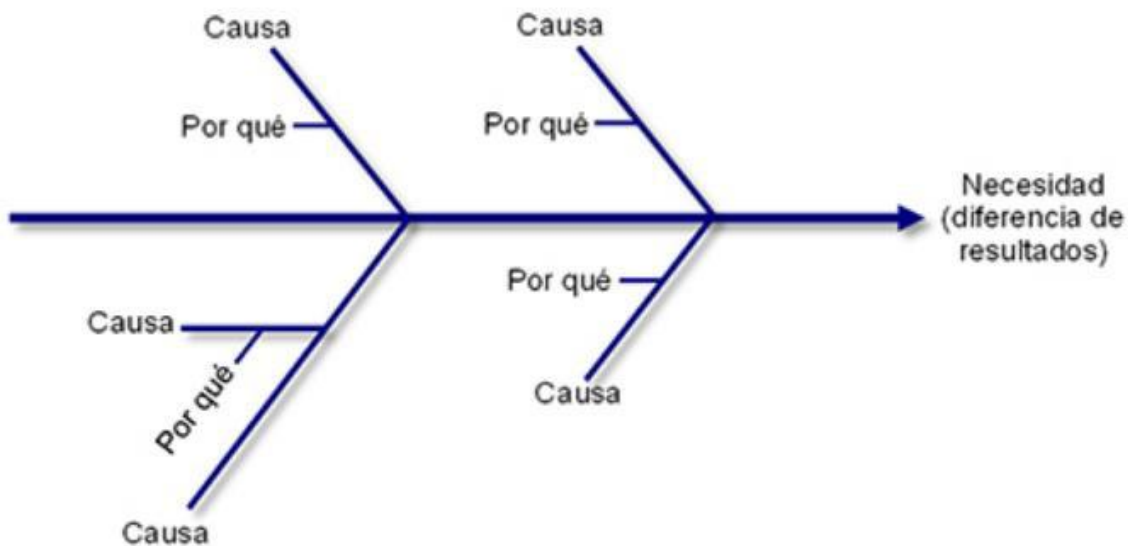 Causa
Causa
Por qué
Por qué
Necesidad
(diferencia de
resultados)
Por qué
Causa
Por qué
Causa
Causa